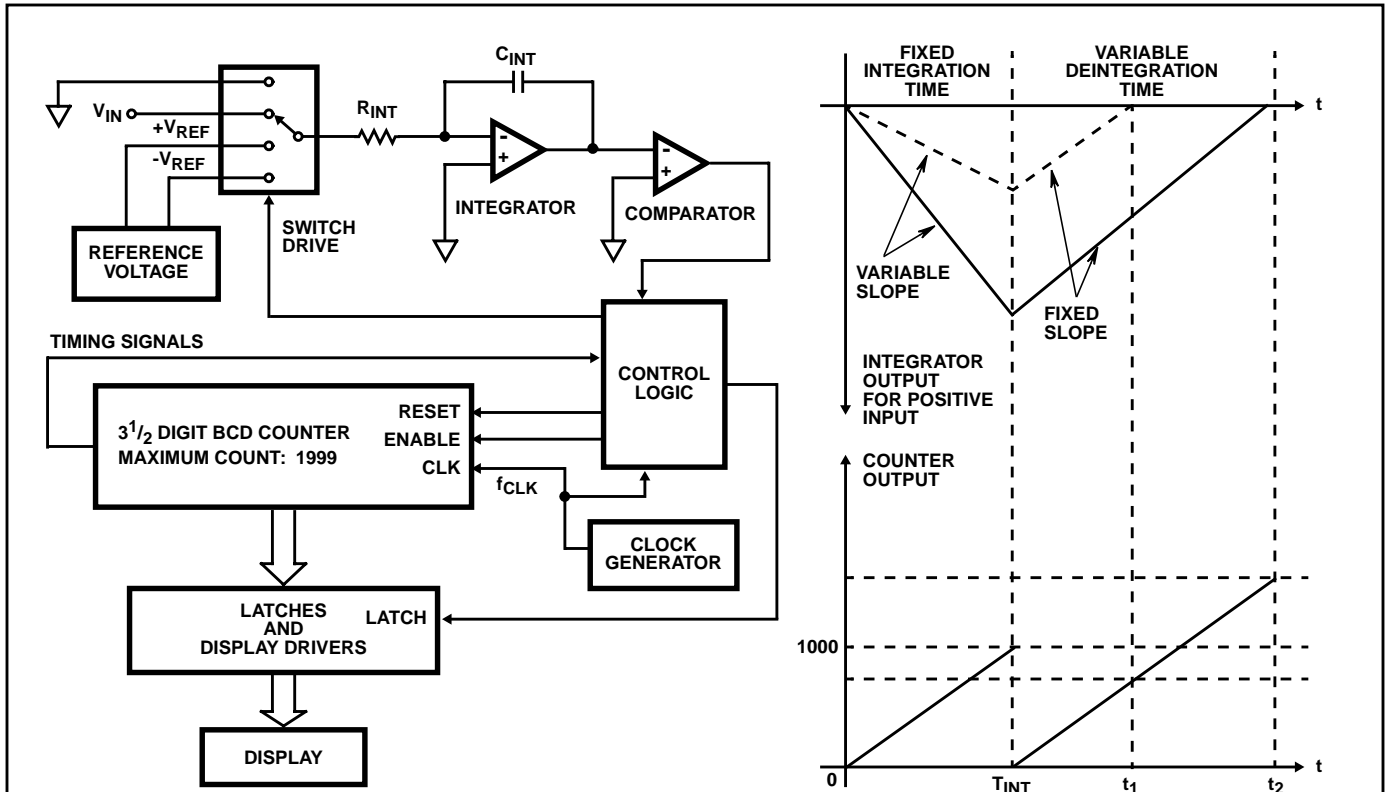 C_INT
R_INT
V_IN
+V_REF
-V_REF
REFERENCE
VOLTAGE
SWITCH
DRIVE
-
+
INTEGRATOR
-
+
COMPARATOR
TIMING SIGNALS
CONTROL
LOGIC
3 1/2 DIGIT BCD COUNTER
MAXIMUM COUNT: 1999
RESET
ENABLE
CLK
f_CLK
CLOCK
GENERATOR
LATCHES
AND
DISPLAY DRIVERS
LATCH
DISPLAY
FIXED
INTEGRATION
TIME
VARIABLE
DEINTEGRATION
TIME
t
VARIABLE
SLOPE
FIXED
SLOPE
INTEGRATOR
OUTPUT
FOR POSITIVE
INPUT
COUNTER
OUTPUT
1000
0
T_INT
t1
t2
t